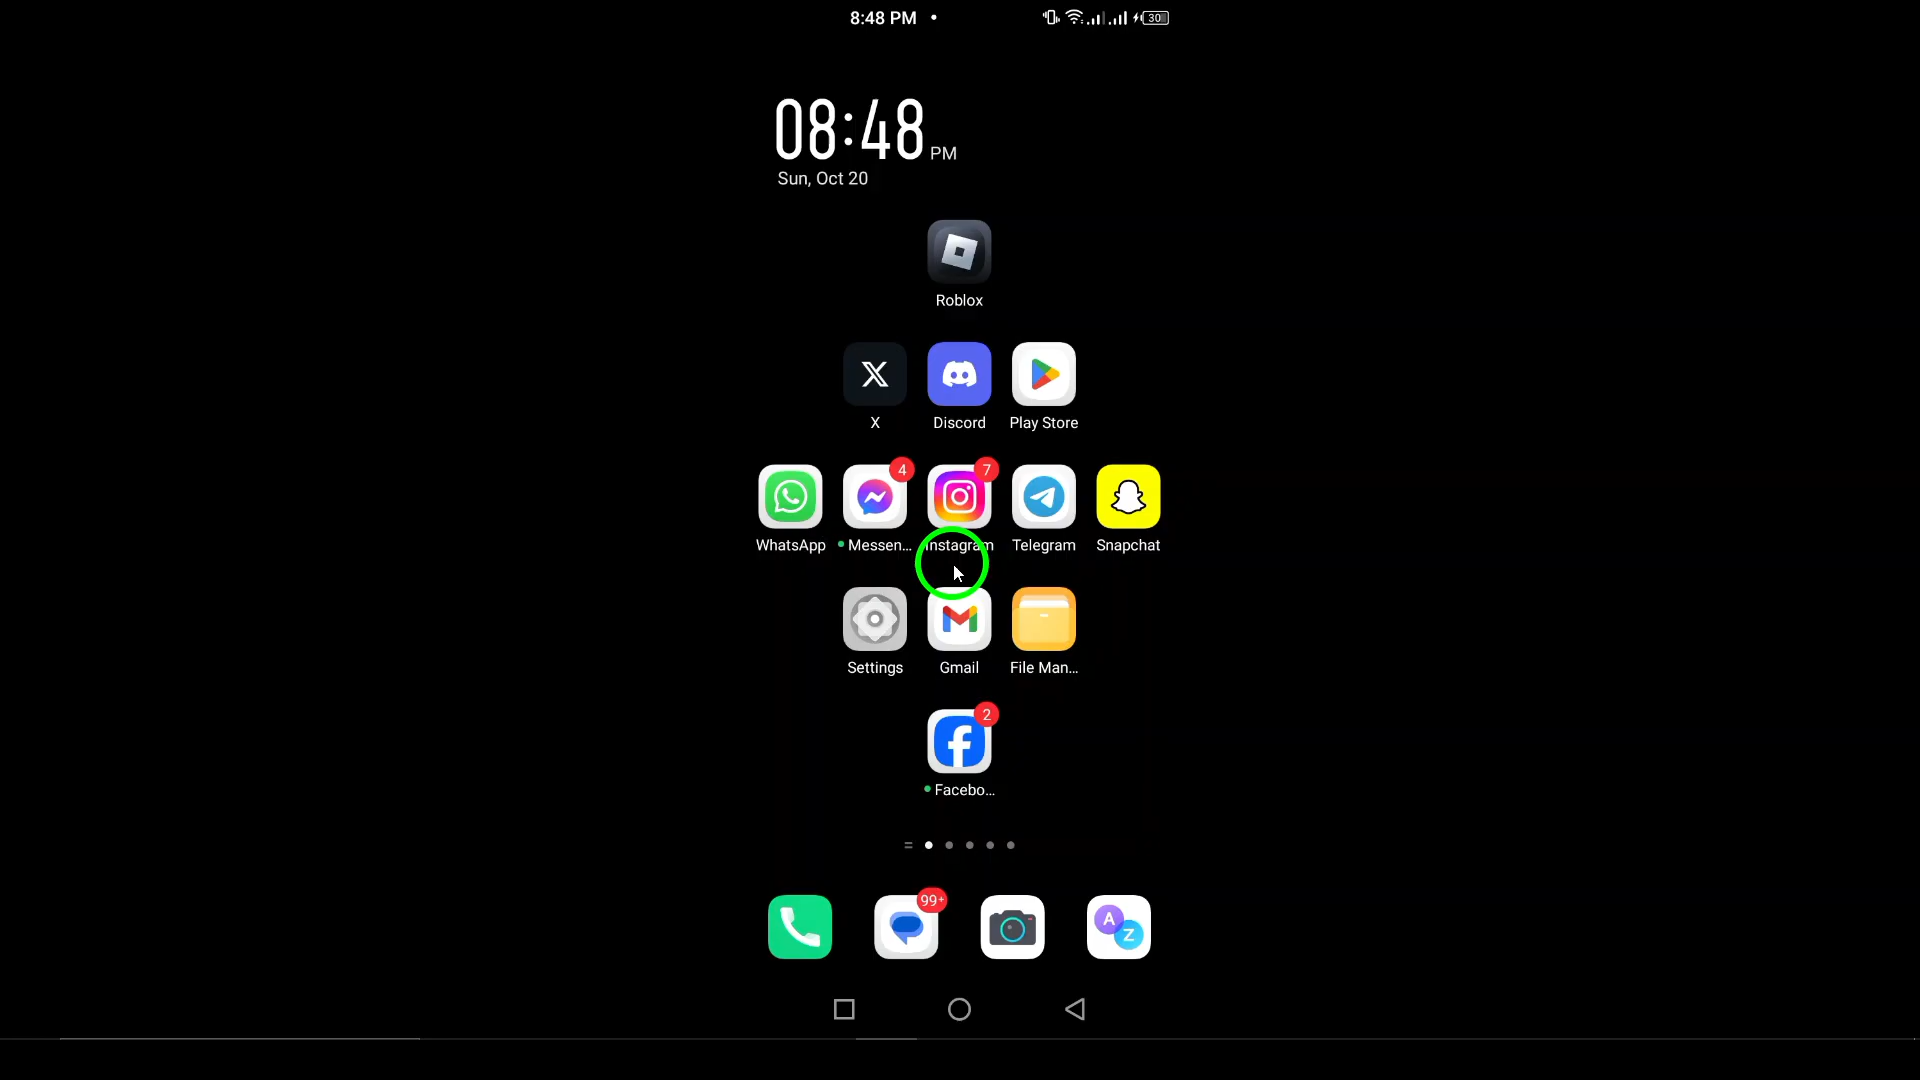 8:48 PM
30
08:48 PM
Sun, Oct 20
Roblox
X
Discord
Play Store
4
7
WhatsApp
Messen...
Instagram
Telegram
Snapchat
Settings
Gmail
File Man...
2
Facebo...
99+
A
Z